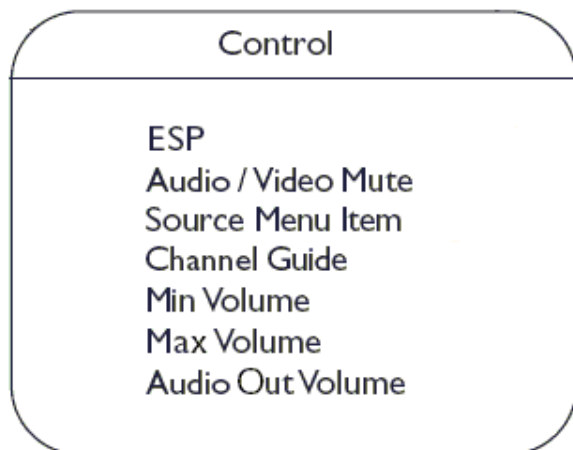 Control
ESP
Audio / Video Mute
Source Menu Item
Channel Guide
Min Volume
Max Volume
Audio Out Volume